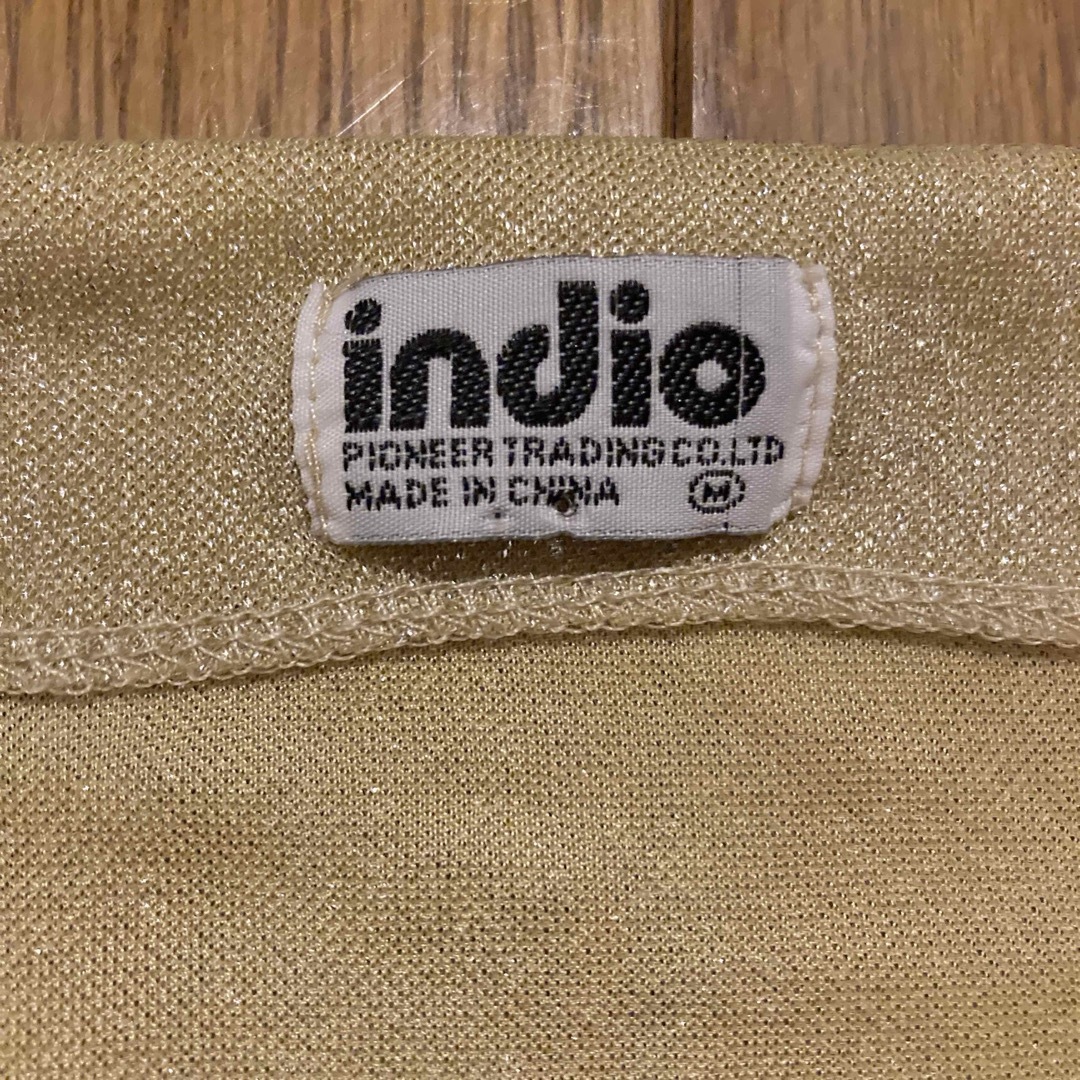 indio
PIONEER TRADING CO.LTD
MADE IN CHINA M